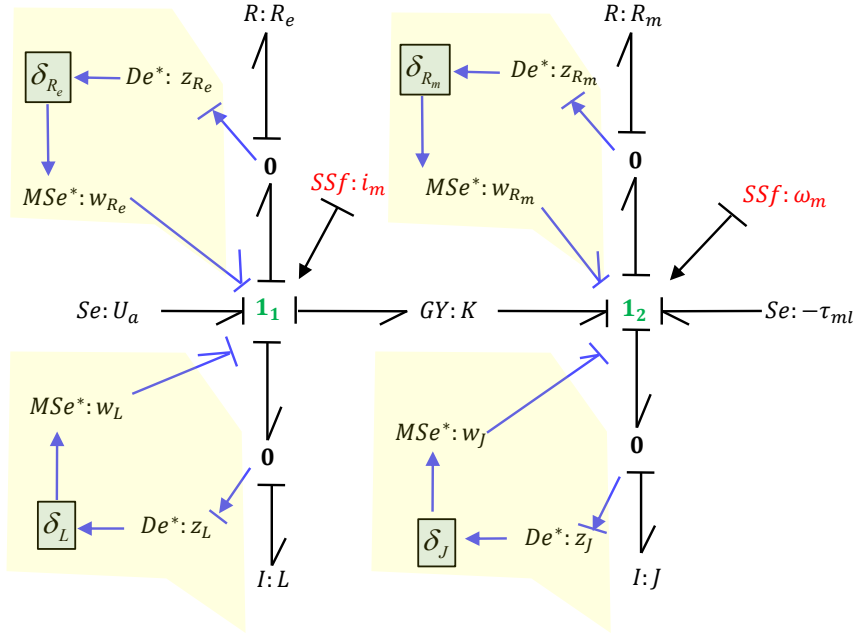 R: R_e
R: R_m
δ_{R_e}
De*: z_{R_e}
δ_{R_m}
De*: z_{R_m}
0
0
MSe*: w_{R_e}
SSf: i_m
MSe*: w_{R_m}
SSf: ω_m
Se: U_a
1_1
GY: K
1_2
Se: -τ_{ml}
MSe*: w_L
MSe*: w_J
0
0
δ_L
De*: z_L
δ_J
De*: z_J
I: L
I: J